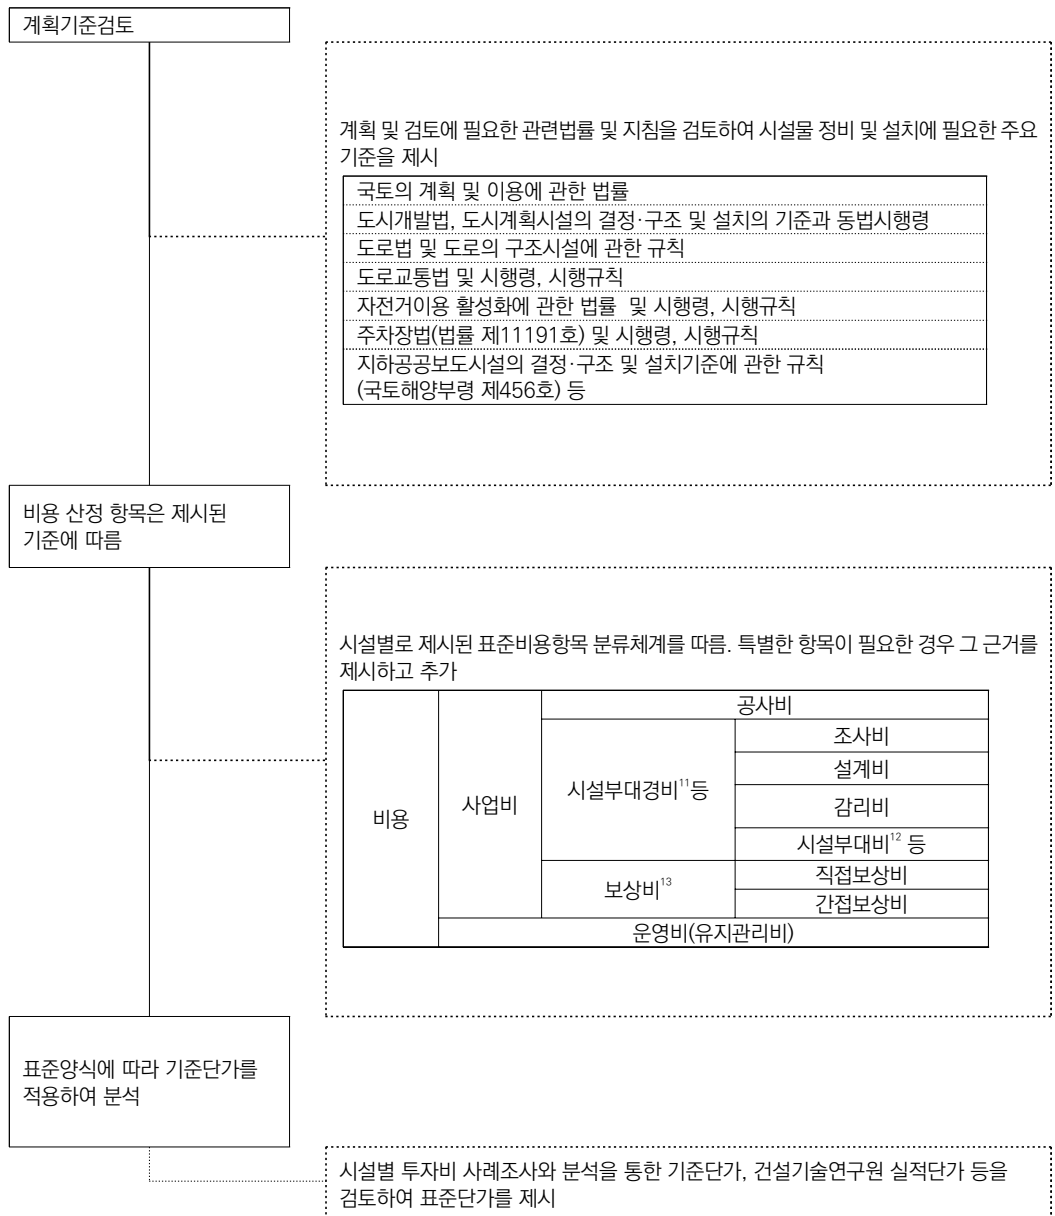 계획기준검토
계획 및 검토에 필요한 관련법률 및 지침을 검토하여 시설물 정비 및 설치에 필요한 주요
기준을 제시
국토의 계획 및 이용에 관한 법률
도시개발법, 도시계획시설의 결정·구조 및 설치의 기준과 동법시행령
도로법 및 도로의 구조시설에 관한 규칙
도로교통법 및 시행령, 시행규칙
자전거이용 활성화에 관한 법률 및 시행령, 시행규칙
주차장법(법률 제11191호) 및 시행령, 시행규칙
지하공공보도시설의 결정·구조 및 설치기준에 관한 규칙
(국토해양부령 제456호) 등
비용 산정 항목은 제시된
기준에 따름
시설별로 제시된 표준비용항목 분류체계를 따름. 특별한 항목이 필요한 경우 그 근거를
제시하고 추가
비용
사업비
공사비
시설부대경비11등
조사비
설계비
감리비
시설부대비12 등
보상비13
직접보상비
간접보상비
운영비(유지관리비)
표준양식에 따라 기준단가를
적용하여 분석
시설별 투자비 사례조사와 분석을 통한 기준단가, 건설기술연구원 실적단가 등을
검토하여 표준단가를 제시